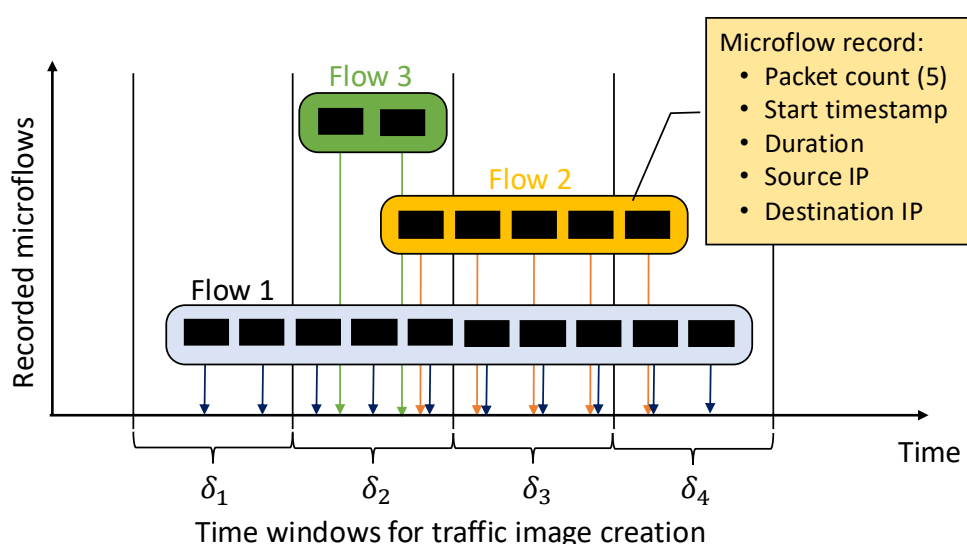 Microflow record:
• Packet count (5)
• Start timestamp
• Duration
• Source IP
• Destination IP
Flow 3
Flow 2
Flow 1
Recorded microflows
Time
δ₁
δ₂
δ₃
δ₄
Time windows for traffic image creation